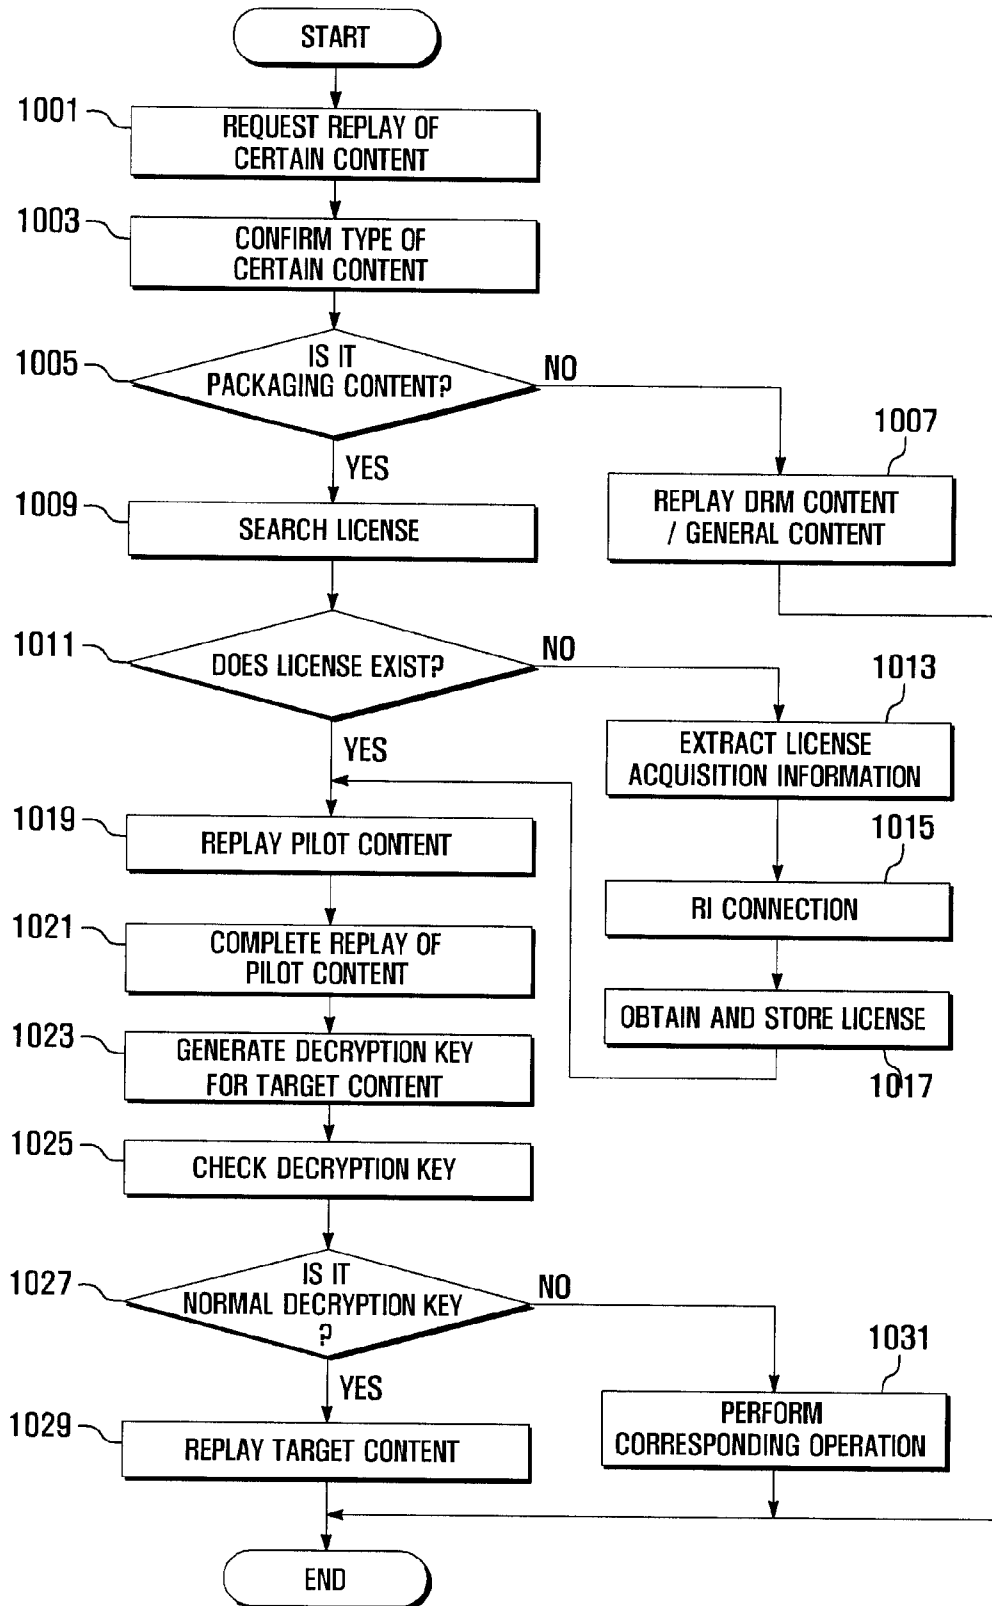 START
1001
REQUEST REPLAY OF
CERTAIN CONTENT
1003
CONFIRM TYPE OF
CERTAIN CONTENT
1005
IS IT
PACKAGING CONTENT?
NO
YES
1007
REPLAY DRM CONTENT
/ GENERAL CONTENT
1009
SEARCH LICENSE
1011
DOES LICENSE EXIST?
NO
YES
1013
EXTRACT LICENSE
ACQUISITION INFORMATION
1019
REPLAY PILOT CONTENT
1015
RI CONNECTION
1021
COMPLETE REPLAY OF
PILOT CONTENT
OBTAIN AND STORE LICENSE
1017
1023
GENERATE DECRYPTION KEY
FOR TARGET CONTENT
1025
CHECK DECRYPTION KEY
1027
IS IT
NORMAL DECRYPTION KEY
?
NO
YES
1031
PERFORM
CORRESPONDING OPERATION
1029
REPLAY TARGET CONTENT
END